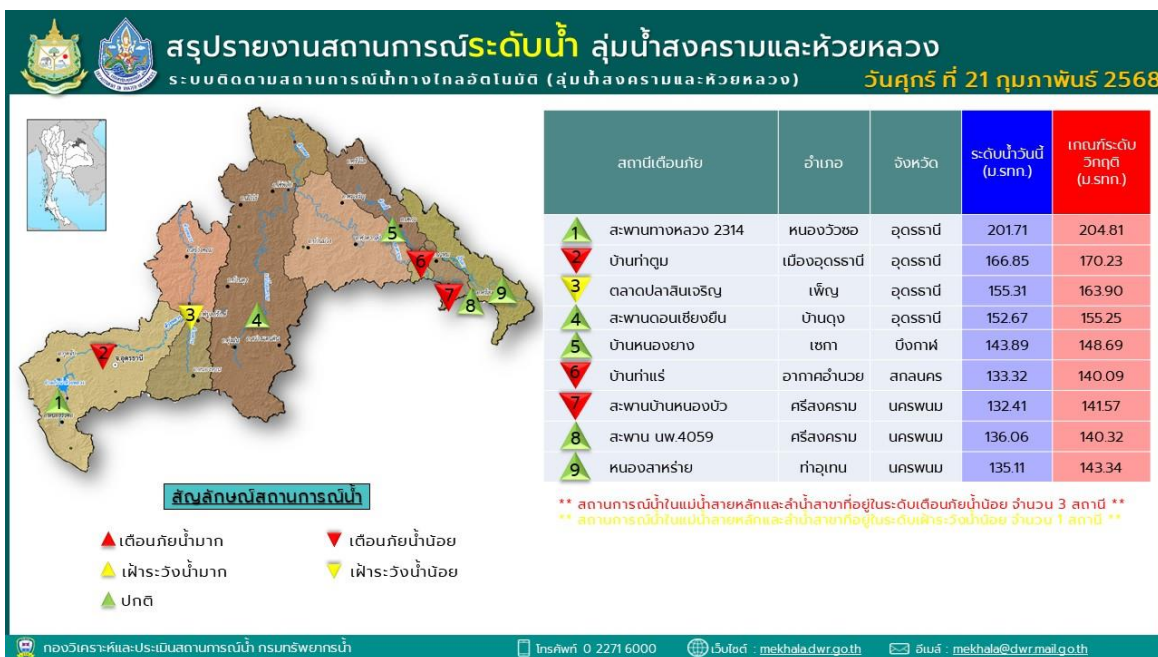 สรุปรายงานสถานการณ์ระดับน้ำ ลุ่มน้ำสงครามและห้วยหลวง
ระบบติดตามสถานการณ์น้ำทางไกลอัตโนมัติ (ลุ่มน้ำสงครามและห้วยหลวง) วันศุกร์ ที่ 21 กุมภาพันธ์ 2568
สถานีเตือนภัย อำเภอ จังหวัด ระดับน้ำวันนี้ (ม.รทก.) เกณฑ์ระดับวิกฤติ (ม.รทก.)
1 สะพานทางหลวง 2314 หนองวัวซอ อุดรธานี 201.71 204.81
2 บ้านท่าตูม เมืองอุดรธานี อุดรธานี 166.85 170.23
3 ตลาดปลาสินเจริญ เพ็ญ อุดรธานี 155.31 163.90
4 สะพานดอนเชียงยืน บ้านดุง อุดรธานี 152.67 155.25
5 บ้านหนองยาง เซกา บึงกาฬ 143.89 148.69
6 บ้านท่าแร่ อากาศอำนวย สกลนคร 133.32 140.09
7 สะพานบ้านหนองบัว ศรีสงคราม นครพนม 132.41 141.57
8 สะพาน นพ.4059 ศรีสงคราม นครพนม 136.06 140.32
9 หนองสาหร่าย ท่าอุเทน นครพนม 135.11 143.34
** สถานการณ์น้ำในแม่น้ำสายหลักและลำน้ำสาขาที่อยู่ในระดับเตือนภัยน้ำน้อย จำนวน 3 สถานี **
** สถานการณ์น้ำในแม่น้ำสายหลักและลำน้ำสาขาที่อยู่ในระดับเฝ้าระวังน้ำน้อย จำนวน 1 สถานี **
5
6
7
8
9
3
4
2
จ.อุดรธานี
1
สัญลักษณ์สถานการณ์น้ำ
เตือนภัยน้ำมาก เตือนภัยน้ำน้อย
เฝ้าระวังน้ำมาก เฝ้าระวังน้ำน้อย
ปกติ
กองวิเคราะห์และประเมินสถานการณ์น้ำ กรมทรัพยากรน้ำ โทรศัพท์ 0 2271 6000 เว็บไซต์ : mekhala.dwr.go.th อีเมล์ : mekhala@dwr.mail.go.th